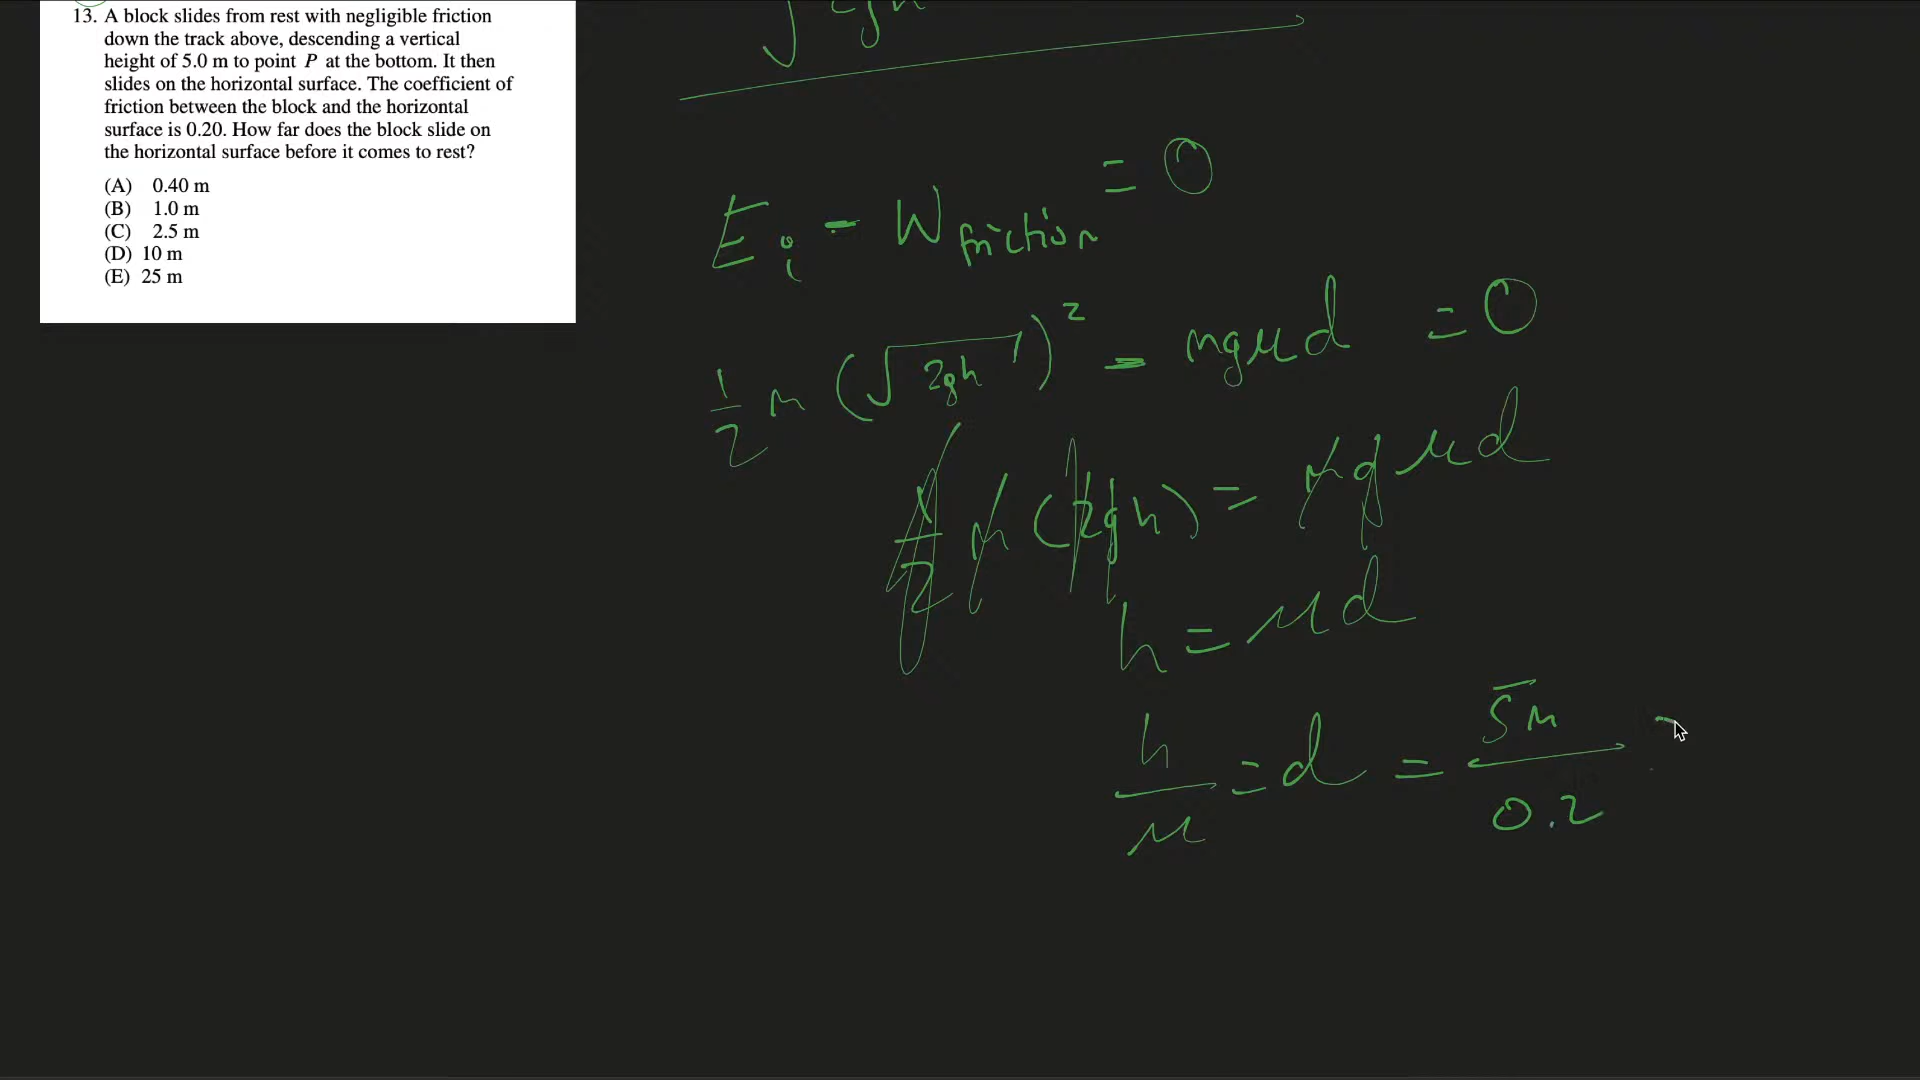 13. A block slides from rest with negligible friction
down the track above, descending a vertical
height of 5.0 m to point P at the bottom. It then
slides on the horizontal surface. The coefficient of
friction between the block and the horizontal
surface is 0.20. How far does the block slide on
the horizontal surface before it comes to rest?
(A) 0.40 m
(B) 1.0 m
(C) 2.5 m
(D) 10 m
(E) 25 m
√2gh
E_i - W_friction = 0
1/2 m (√2gh)^2 - mgμd = 0
1/2 m (2gh) = mgμd
h = μd
h/μ = d = 5m/0.2